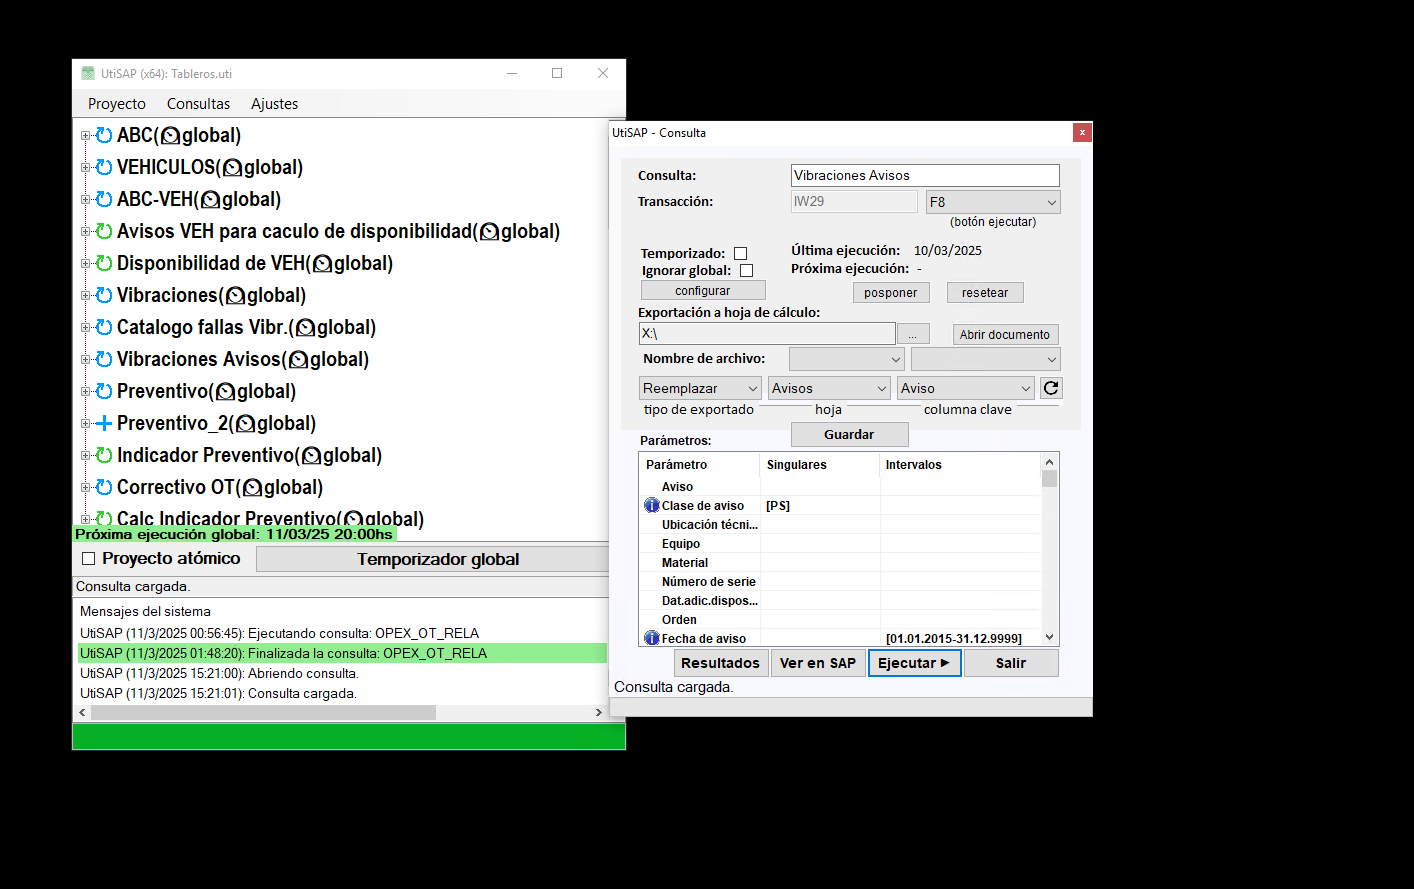 UtiSAP (x64): Tableros.uti
Proyecto Consultas Ajustes
ABC(global)
VEHICULOS(global)
ABC-VEH(global)
Avisos VEH para caculo de disponibilidad(global)
Disponibilidad de VEH(global)
Vibraciones(global)
Catalogo fallas Vibr.(global)
Vibraciones Avisos(global)
Preventivo(global)
Preventivo_2(global)
Indicador Preventivo(global)
Correctivo OT(global)
Calc Indicador Preventivo(global)
Próxima ejecución global: 11/03/25 20:00hs
Proyecto atómico Temporizador global
Consulta cargada.
Mensajes del sistema
UtiSAP (11/3/2025 00:56:45): Ejecutando consulta: OPEX_OT_RELA
UtiSAP (11/3/2025 01:48:20): Finalizada la consulta: OPEX_OT_RELA
UtiSAP (11/3/2025 15:21:00): Abriendo consulta.
UtiSAP (11/3/2025 15:21:01): Consulta cargada.
UtiSAP - Consulta
Consulta: Vibraciones Avisos
Transacción: IW29 F8
(botón ejecutar)
Temporizado: Última ejecución: 10/03/2025
Ignorar global: Próxima ejecución: -
configurar posponer resetear
Exportación a hoja de cálculo:
X:\ ... Abrir documento
Nombre de archivo:
Reemplazar Avisos Aviso
tipo de exportado hoja columna clave
Guardar
Parámetros:
Parámetro Singulares Intervalos
Aviso
Clase de aviso [PS]
Ubicación técni...
Equipo
Material
Número de serie
Dat.adic.dispos...
Orden
Fecha de aviso [01.01.2015-31.12.9999]
Resultados Ver en SAP Ejecutar Salir
Consulta cargada.